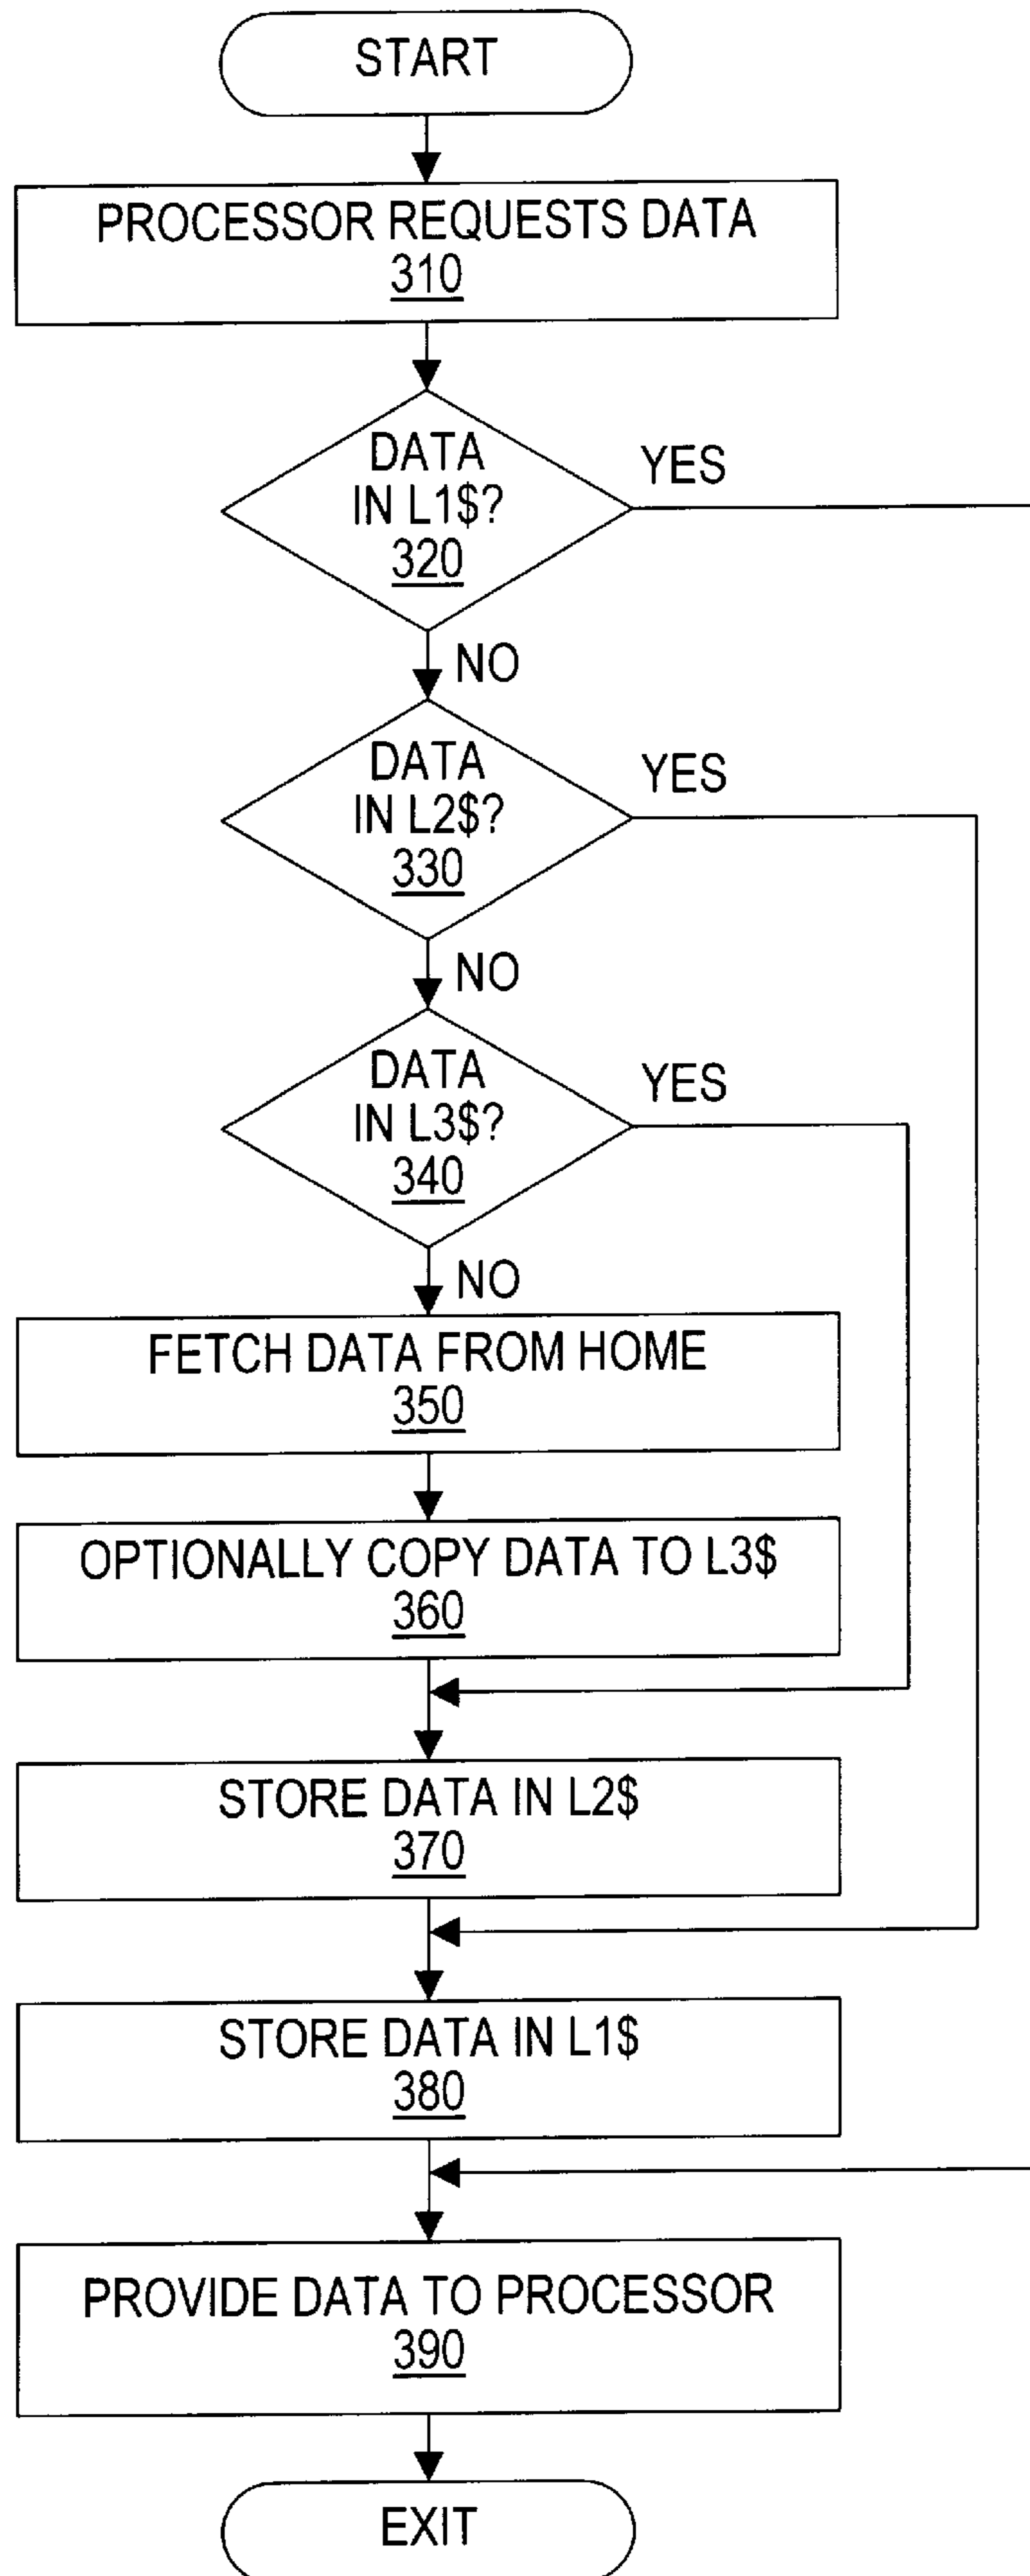 START
PROCESSOR REQUESTS DATA
310
DATA
IN L1$?
320
YES
NO
DATA
IN L2$?
330
YES
NO
DATA
IN L3$?
340
YES
NO
FETCH DATA FROM HOME
350
OPTIONALLY COPY DATA TO L3$
360
STORE DATA IN L2$
370
STORE DATA IN L1$
380
PROVIDE DATA TO PROCESSOR
390
EXIT